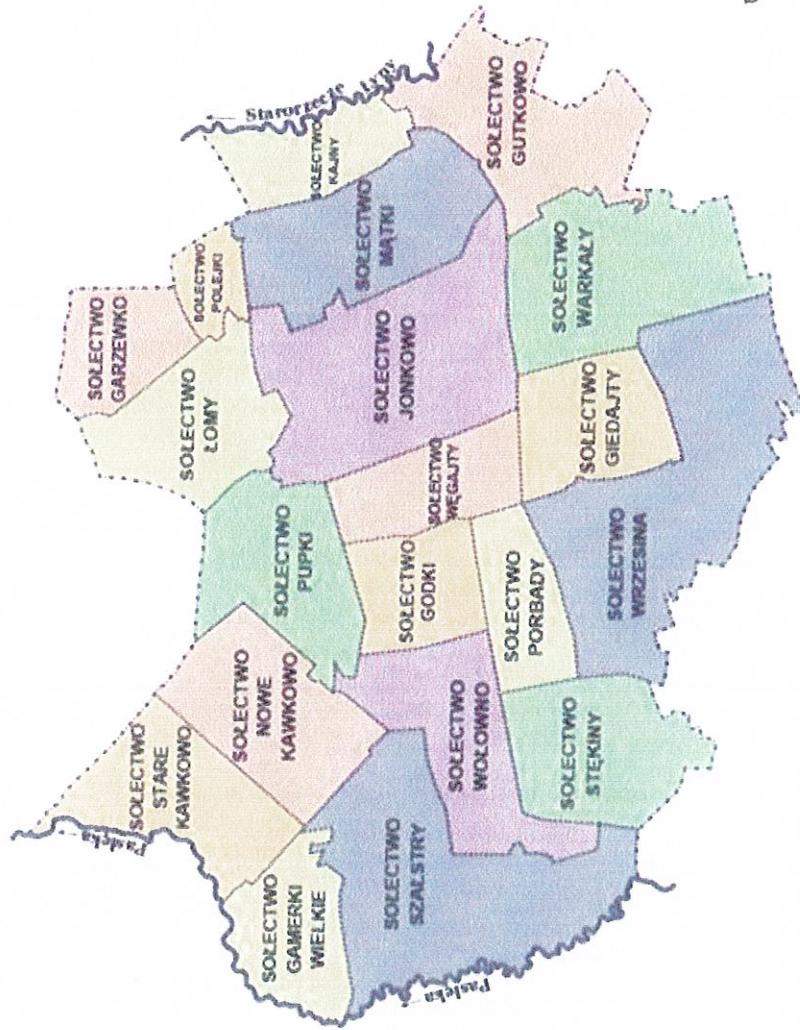 SOŁECTWO
GARZEWKO
Pasłęka
SOŁECTWO
STARE
KAWKOWO
SOŁECTWO
ŁOMY
SOŁECTWO
POLEJKI
Starorzecze Łyny
SOŁECTWO
KAJNY
SOŁECTWO
GAMERKI
WIELKIE
SOŁECTWO
NOWE
KAWKOWO
SOŁECTWO
PUPKI
SOŁECTWO
MĄTKI
SOŁECTWO
JONKOWO
SOŁECTWO
SZAŁSTRY
SOŁECTWO
GODKI
SOŁECTWO
WĘGAJTY
SOŁECTWO
GUTKOWO
Pasłęka
SOŁECTWO
WOŁOWNO
SOŁECTWO
PORBADY
SOŁECTWO
WARKAŁY
SOŁECTWO
STĘKINY
SOŁECTWO
GIEDAJTY
SOŁECTWO
WRZESINA